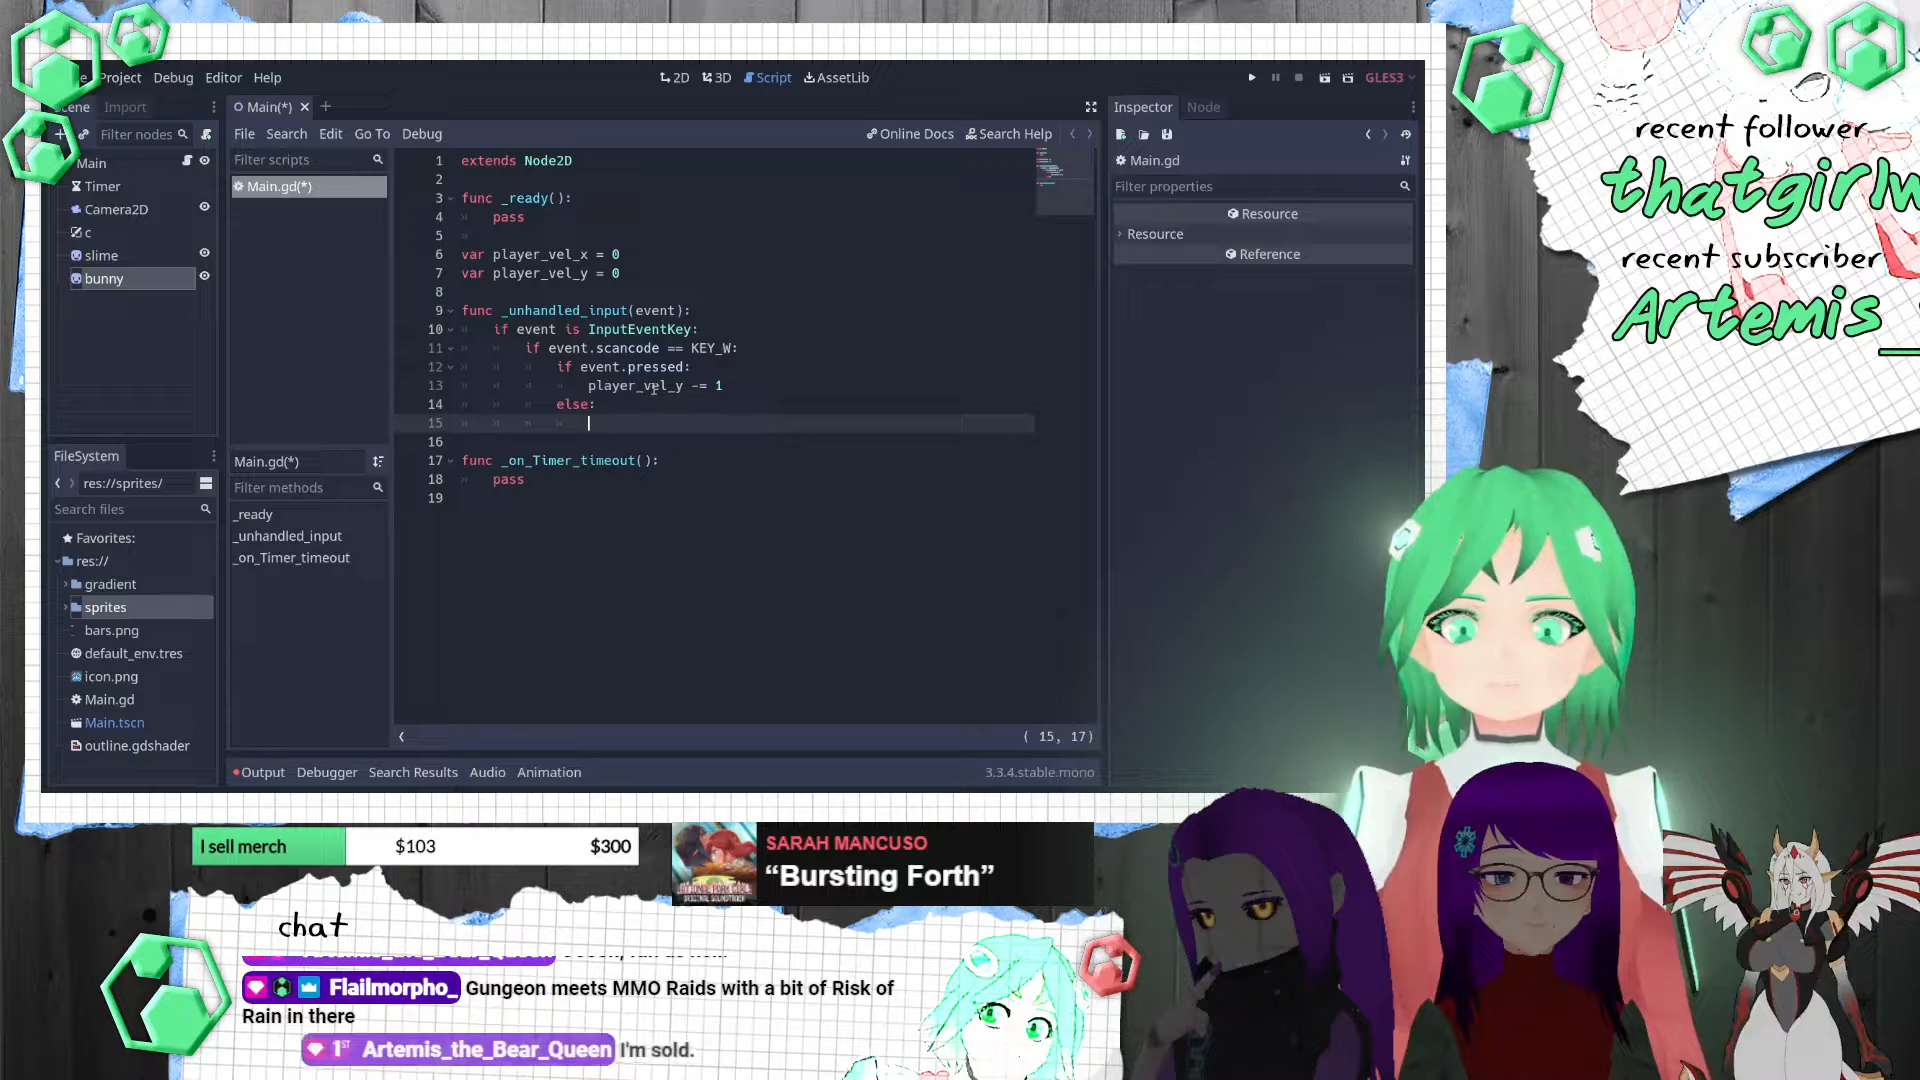 Project Debug Editor Help
2D 3D Script AssetLib
GLES3
Scene Import
Main(*)
Inspector Node
Filter nodes
File Search Edit Go To Debug
Online Docs Search Help
Filter scripts
Main.gd(*)
Main
Timer
Camera2D
c
slime
bunny
1 extends Node2D
2
3 func _ready():
4 pass
5
6 var player_vel_x = 0
7 var player_vel_y = 0
8
9 func _unhandled_input(event):
10 if event is InputEventKey:
11 if event.scancode == KEY_W:
12 if event.pressed:
13 player_vel_y -= 1
14 else:
15
16
17 func _on_Timer_timeout():
18 pass
19
Main.gd
Filter properties
Resource
Resource
Reference
FileSystem
res://sprites/
Search files
Favorites:
res://
gradient
sprites
bars.png
default_env.tres
icon.png
Main.gd
Main.tscn
outline.gdshader
Main.gd(*)
Filter methods
_ready
_unhandled_input
_on_Timer_timeout
( 15, 17)
Output Debugger Search Results Audio Animation
3.3.4.stable.mono
recent follower
thatgirlw
recent subscriber
Artemis_
I sell merch $103 $300
SARAH MANCUSO
“Bursting Forth”
chat
Flailmorpho_ Gungeon meets MMO Raids with a bit of Risk of
Rain in there
1ST Artemis_the_Bear_Queen I'm sold.